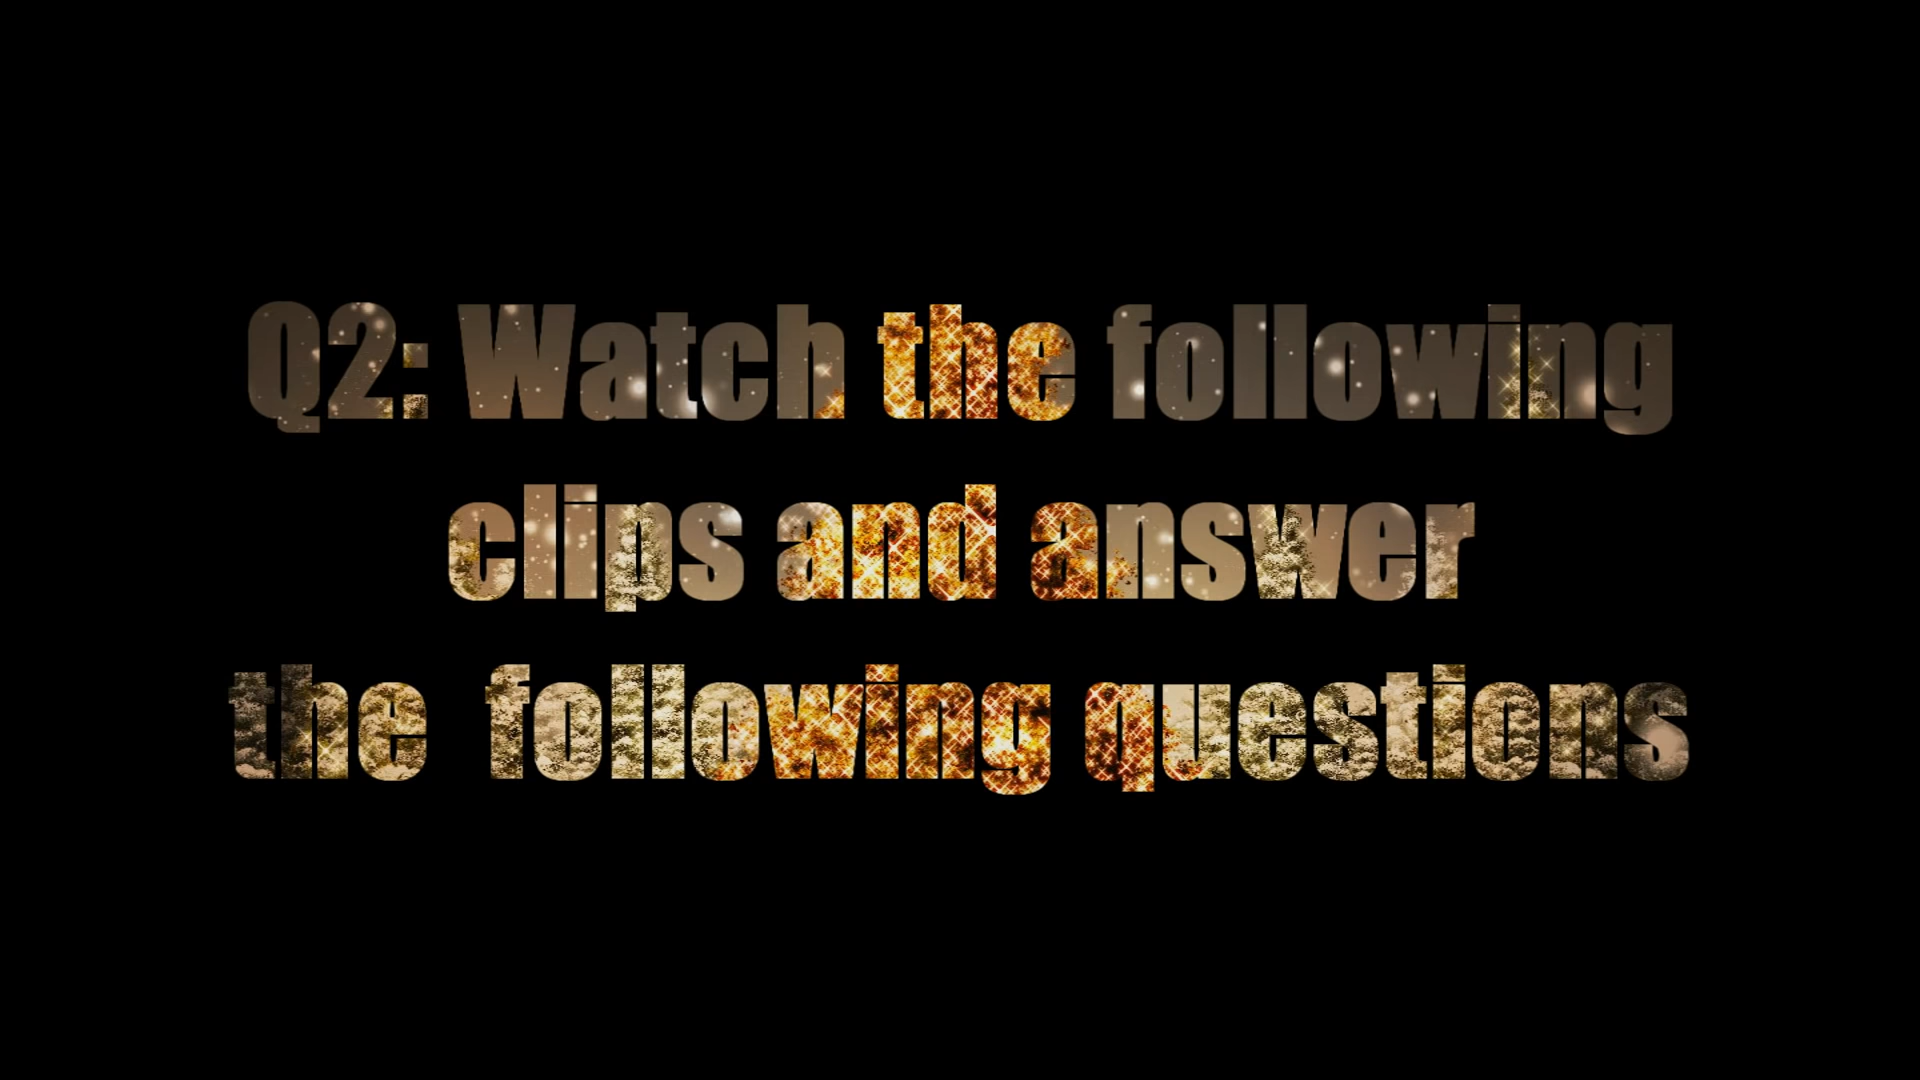 Q2: Watch the following
clips and answer
the following questions